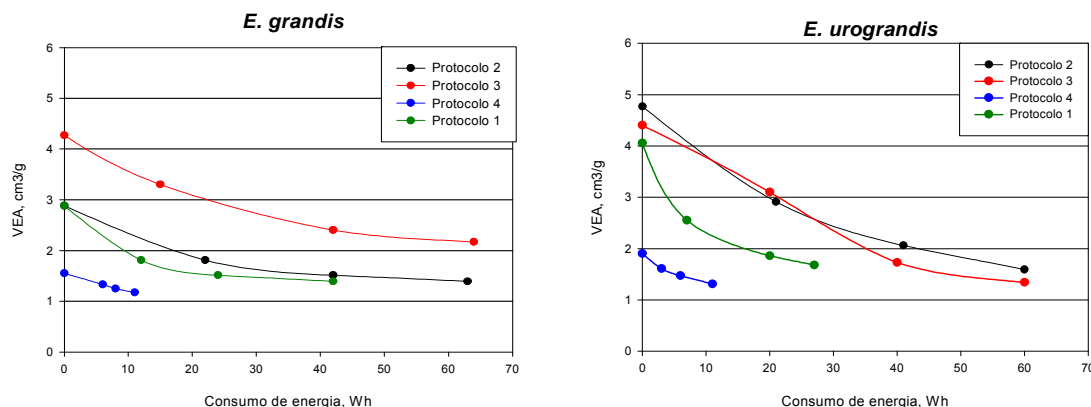 E. grandis
6
5
4
3
2
1
0
VEA, cm3/g
Protocolo 2
Protocolo 3
Protocolo 4
Protocolo 1
0 10 20 30 40 50 60 70
Consumo de energia, Wh
E. urograndis
6
5
4
3
2
1
0
VEA, cm3/g
Protocolo 2
Protocolo 3
Protocolo 4
Protocolo 1
0 10 20 30 40 50 60 70
Consumo de energia, Wh